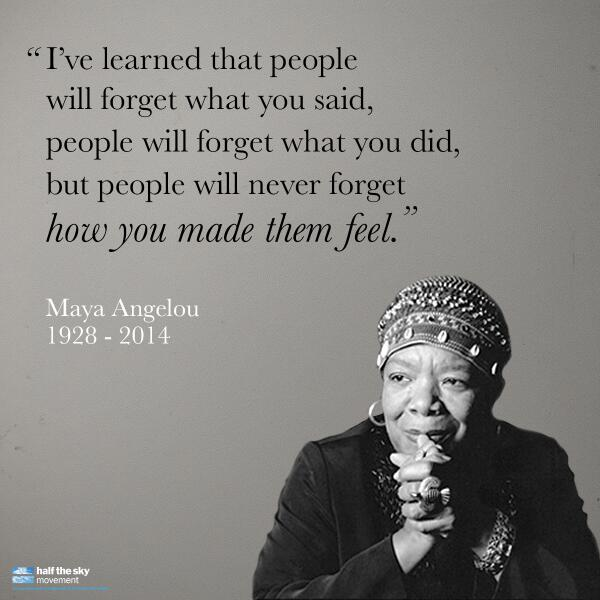 “I’ve learned that people
will forget what you said,
people will forget what you did,
but people will never forget
how you made them feel.”
Maya Angelou
1928 - 2014
half the sky
movement